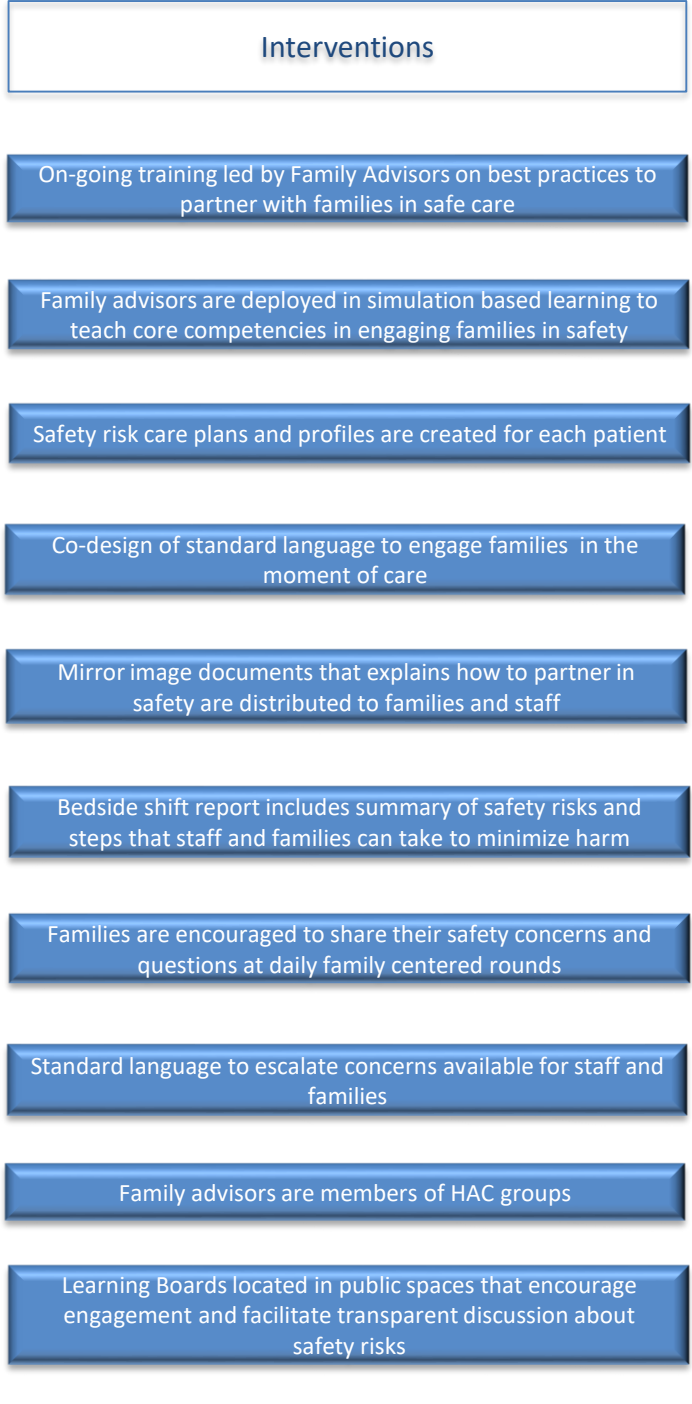 Interventions
On-going training led by Family Advisors on best practices to
partner with families in safe care
Family advisors are deployed in simulation based learning to
teach core competencies in engaging families in safety
Safety risk care plans and profiles are created for each patient
Co-design of standard language to engage families  in the
moment of care
Mirror image documents that explains how to partner in
safety are distributed to families and staff
Bedside shift report includes summary of safety risks and
steps that staff and families can take to minimize harm
Families are encouraged to share their safety concerns and
questions at daily family centered rounds
Standard language to escalate concerns available for staff and
families
Family advisors are members of HAC groups
Learning Boards located in public spaces that encourage
engagement and facilitate transparent discussion about
safety risks